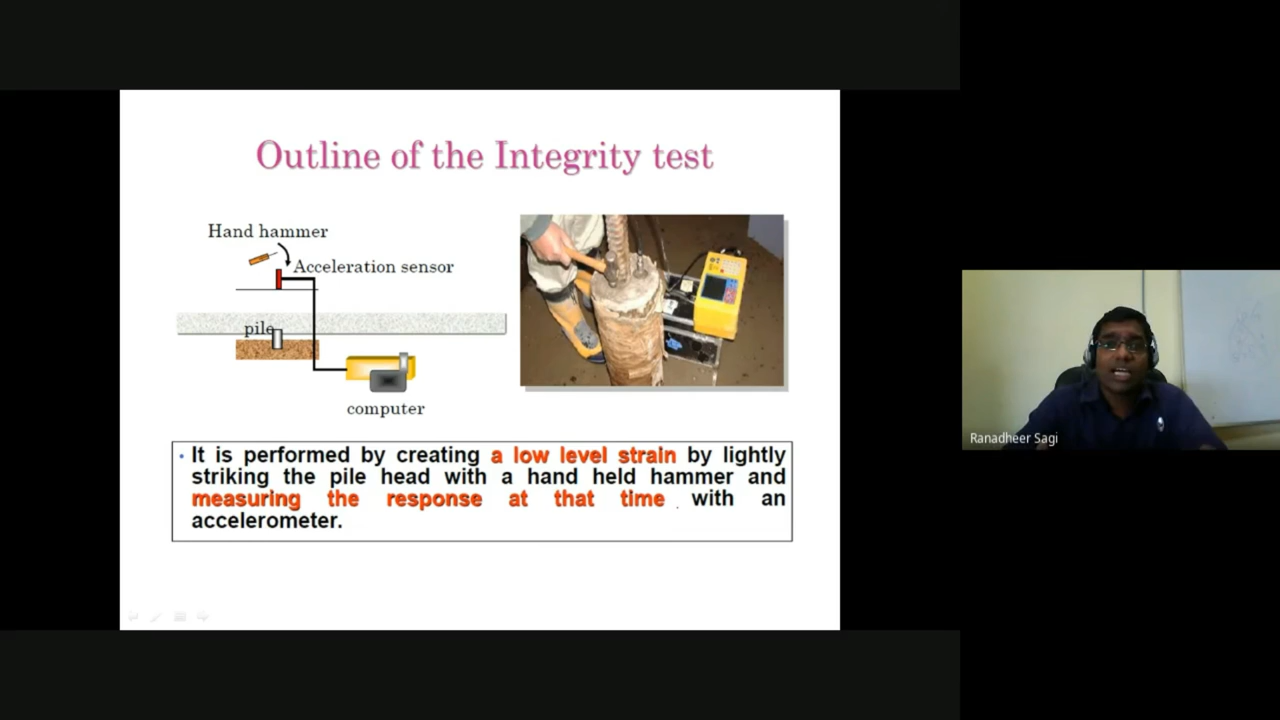 Outline of the Integrity test
Hand hammer
Acceleration sensor
pile
computer
• It is performed by creating a low level strain by lightly
striking the pile head with a hand held hammer and
measuring the response at that time with an
accelerometer.
Ranadheer Sagi